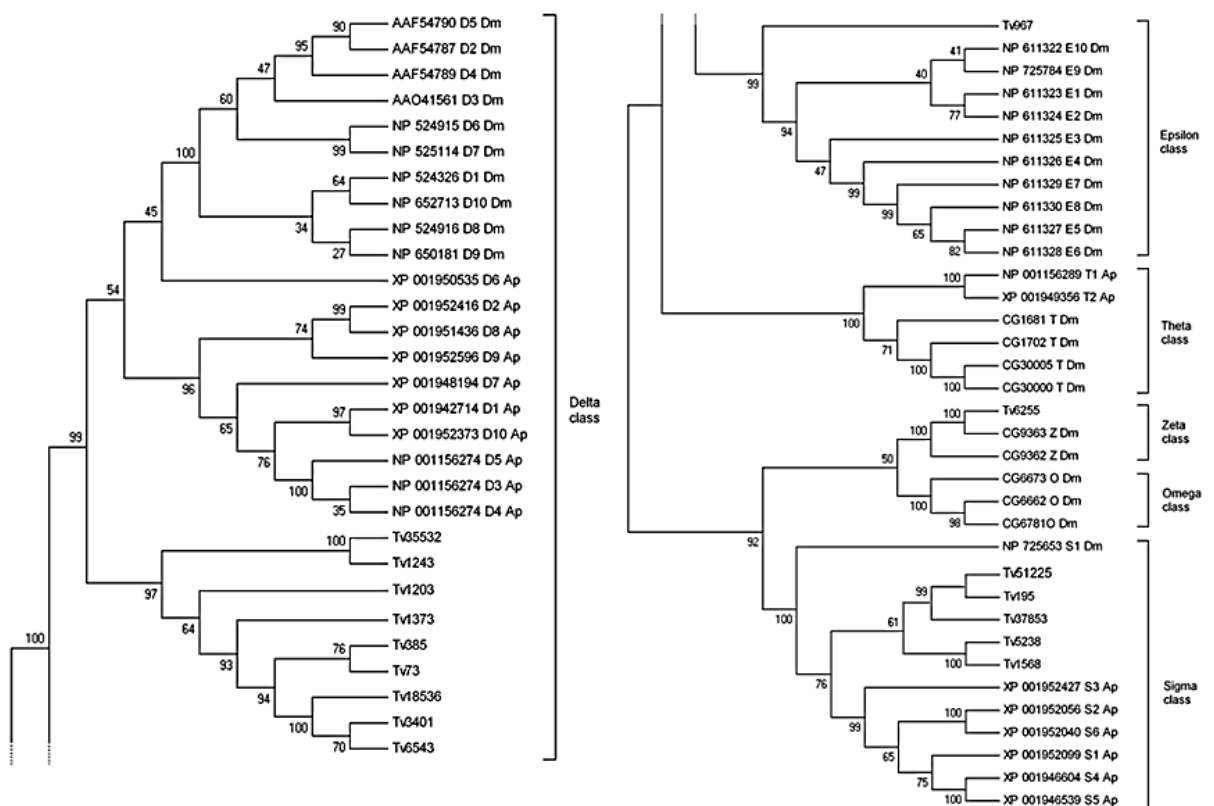 90
AAF54790 D5 Dm
95
AAF54787 D2 Dm
47
AAF54789 D4 Dm
60
AAO41561 D3 Dm
NP 524915 D6 Dm
100
99
NP 525114 D7 Dm
64
NP 524326 D1 Dm
45
34
NP 652713 D10 Dm
NP 524916 D8 Dm
27
NP 650181 D9 Dm
54
XP 001950535 D6 Ap
99
XP 001952416 D2 Ap
74
XP 001951436 D8 Ap
XP 001952596 D9 Ap
96
XP 001948194 D7 Ap
65
97
XP 001942714 D1 Ap
99
XP 001952373 D10 Ap
76
NP 001156274 D5 Ap
100
NP 001156274 D3 Ap
35
NP 001156274 D4 Ap
100
Tv35532
Tv1243
97
Tv1203
64
Tv1373
93
76
Tv385
Tv73
94
Tv18536
100
Tv3401
70
Tv6543
100
Delta
class
Tv967
99
41
NP 611322 E10 Dm
40
NP 725784 E9 Dm
NP 611323 E1 Dm
77
NP 611324 E2 Dm
94
NP 611325 E3 Dm
47
NP 611326 E4 Dm
99
NP 611329 E7 Dm
99
NP 611330 E8 Dm
65
NP 611327 E5 Dm
82
NP 611328 E6 Dm
Epsilon
class
100
NP 001156289 T1 Ap
XP 001949356 T2 Ap
100
CG1681 T Dm
71
CG1702 T Dm
100
CG30005 T Dm
100
CG30000 T Dm
Theta
class
100
Tv6255
100
CG9363 Z Dm
50
CG9362 Z Dm
Zeta
class
CG6673 O Dm
100
CG6662 O Dm
98
CG6781O Dm
Omega
class
92
NP 725653 S1 Dm
100
Tv51225
99
Tv195
61
Tv37853
Tv5238
100
Tv1568
76
XP 001952427 S3 Ap
99
100
XP 001952056 S2 Ap
XP 001952040 S6 Ap
65
XP 001952099 S1 Ap
75
XP 001946604 S4 Ap
100
XP 001946539 S5 Ap
Sigma
class